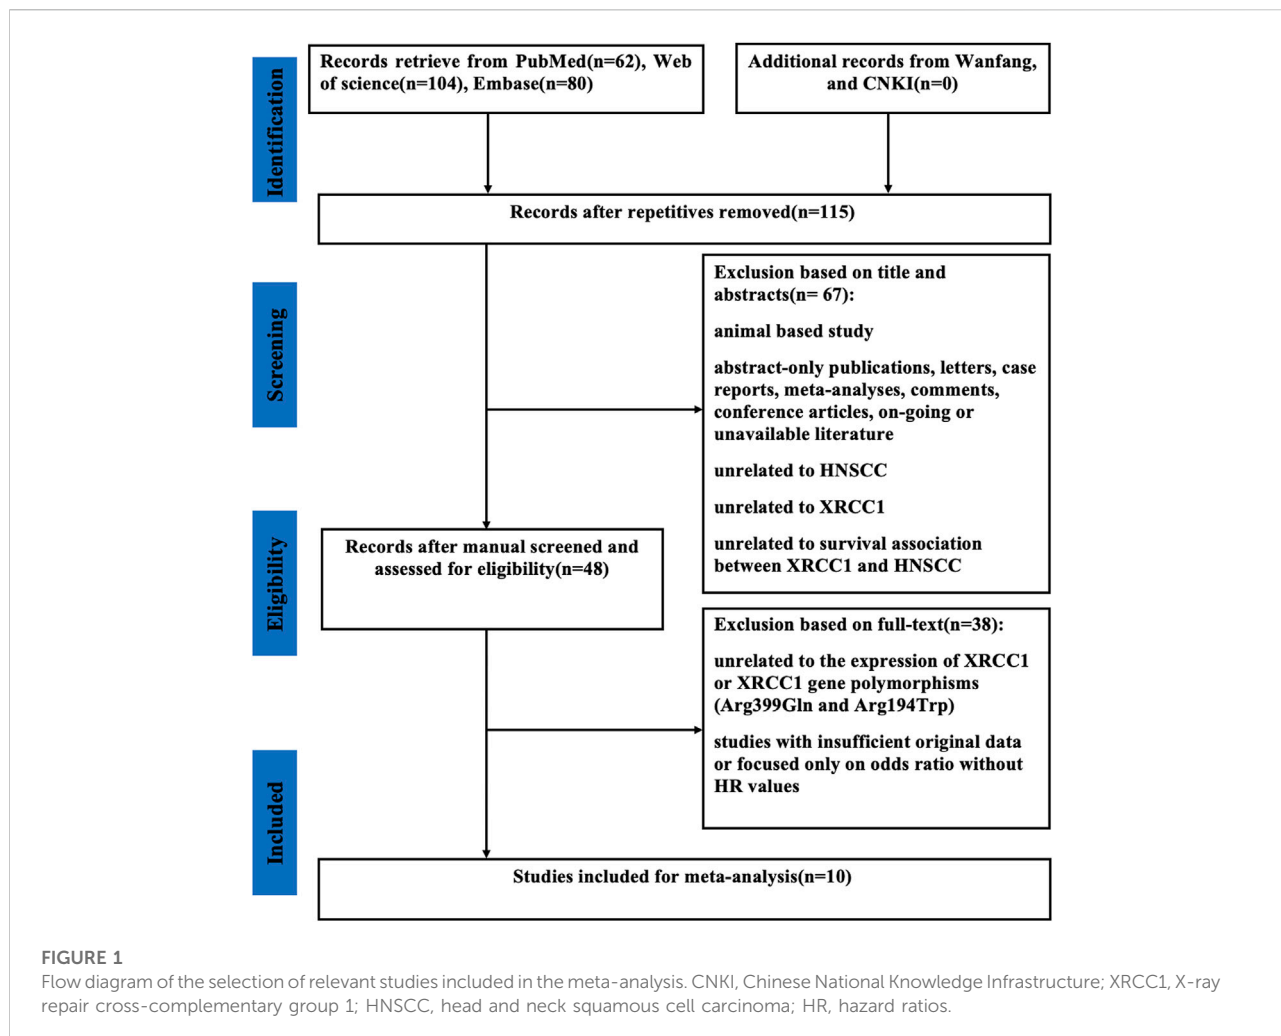 Identification
Records retrieve from PubMed(n=62), Web
of science(n=104), Embase(n=80)
Additional records from Wanfang,
and CNKI(n=0)
Records after repetitives removed(n=115)
Screening
Exclusion based on title and
abstracts(n= 67):
animal based study
abstract-only publications, letters, case
reports, meta-analyses, comments,
conference articles, on-going or
unavailable literature
unrelated to HNSCC
unrelated to XRCC1
unrelated to survival association
between XRCC1 and HNSCC
Eligibility
Records after manual screened and
assessed for eligibility(n=48)
Exclusion based on full-text(n=38):
unrelated to the expression of XRCC1
or XRCC1 gene polymorphisms
(Arg399Gln and Arg194Trp)
studies with insufficient original data
or focused only on odds ratio without
HR values
Included
Studies included for meta-analysis(n=10)
FIGURE 1
Flow diagram of the selection of relevant studies included in the meta-analysis. CNKI, Chinese National Knowledge Infrastructure; XRCC1, X-ray
repair cross-complementary group 1; HNSCC, head and neck squamous cell carcinoma; HR, hazard ratios.